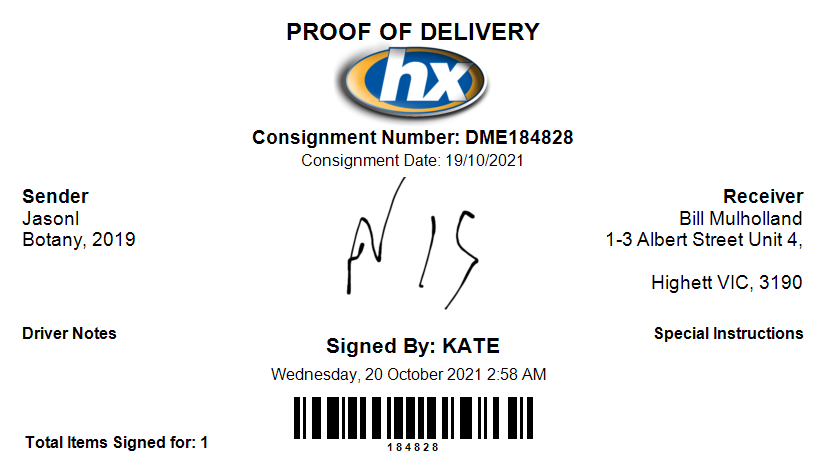 PROOF OF DELIVERY
hx
Consignment Number: DME184828
Consignment Date: 19/10/2021
Sender
JasonI
Botany, 2019
Receiver
Bill Mulholland
1-3 Albert Street Unit 4,
Highett VIC, 3190
Driver Notes
Special Instructions
Signed By: KATE
Wednesday, 20 October 2021 2:58 AM
184828
Total Items Signed for: 1